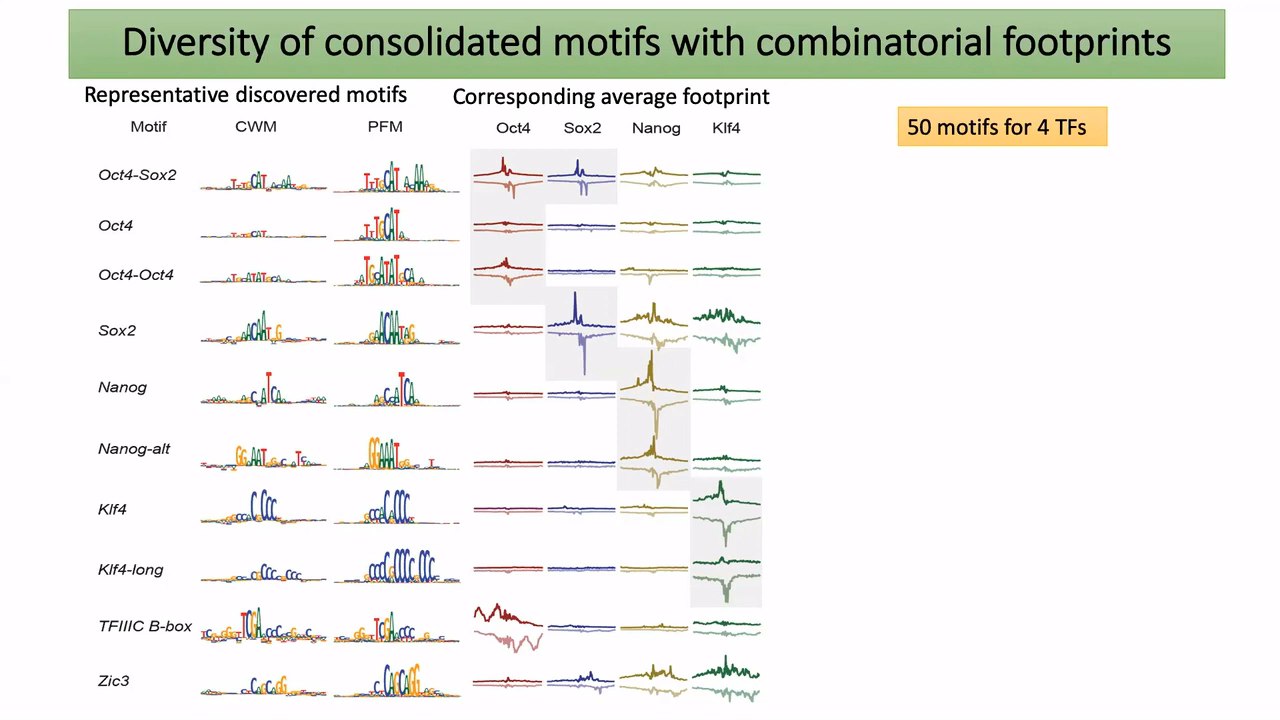 Diversity of consolidated motifs with combinatorial footprints
Representative discovered motifs
Corresponding average footprint
50 motifs for 4 TFs
Motif CWM PFM Oct4 Sox2 Nanog Klf4
Oct4-Sox2
Oct4
Oct4-Oct4
Sox2
Nanog
Nanog-alt
Klf4
Klf4-long
TFIIIC B-box
Zic3